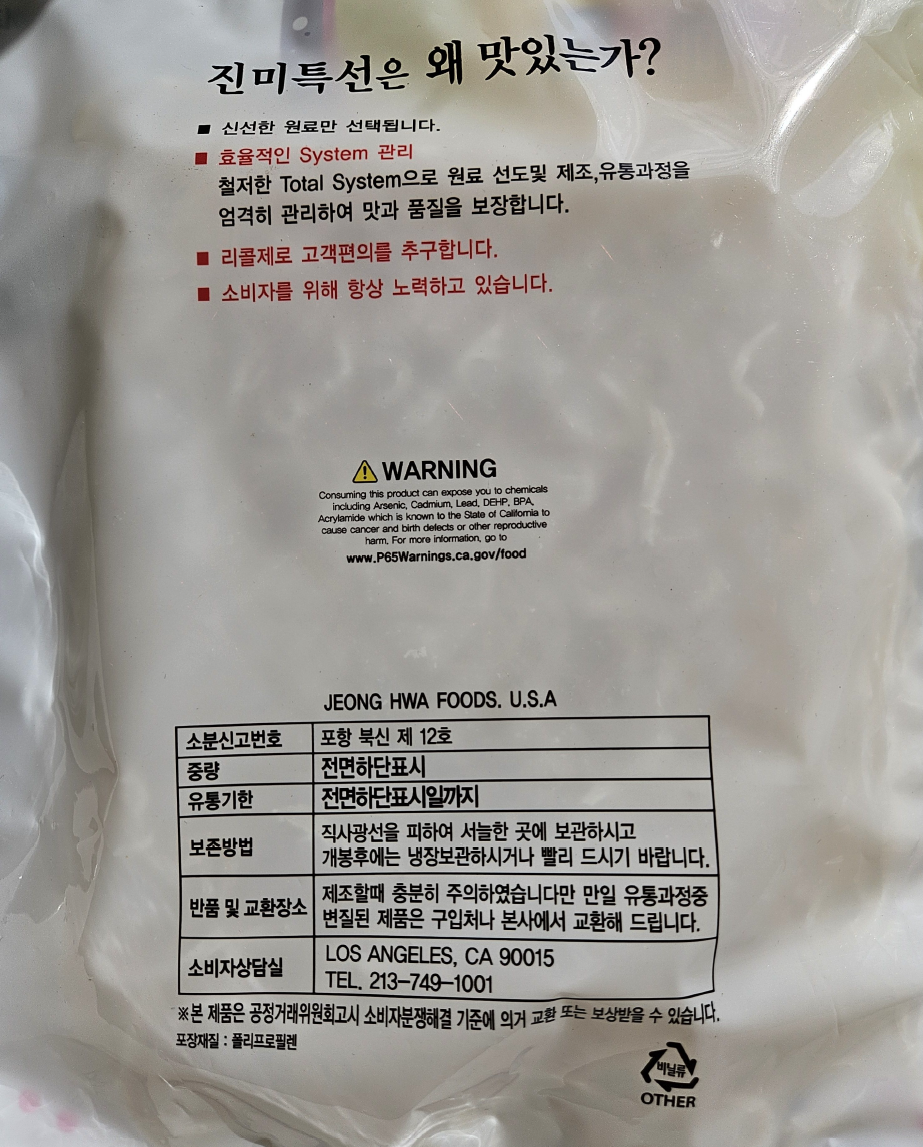 진미특선은 왜 맛있는가?
■ 신선한 원료만 선택됩니다.
■ 효율적인 System 관리
철저한 Total System으로 원료 선도및 제조,유통과정을
엄격히 관리하여 맛과 품질을 보장합니다.
■ 리콜제로 고객편의를 추구합니다.
■ 소비자를 위해 항상 노력하고 있습니다.
WARNING
Consuming this product can expose you to chemicals
including Arsenic, Cadmium, Lead, DEHP, BPA,
Acrylamide which is known to the State of California to
cause cancer and birth defects or other reproductive
harm. For more information, go to
www.P65Warnings.ca.gov/food
JEONG HWA FOODS. U.S.A
소분신고번호 포항 북신 제 12호
중량 전면하단표시
유통기한 전면하단표시일까지
보존방법 직사광선을 피하여 서늘한 곳에 보관하시고
개봉후에는 냉장보관하시거나 빨리 드시기 바랍니다.
반품 및 교환장소 제조할때 충분히 주의하였습니다만 만일 유통과정중
변질된 제품은 구입처나 본사에서 교환해 드립니다.
소비자상담실 LOS ANGELES, CA 90015
TEL. 213-749-1001
※본 제품은 공정거래위원회고시 소비자분쟁해결 기준에 의거 교환 또는 보상받을 수 있습니다.
포장재질 : 폴리프로필렌
비닐류
OTHER